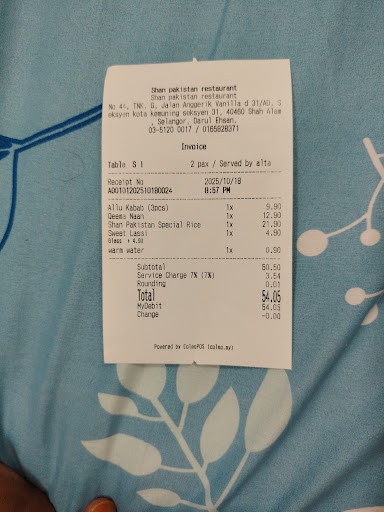 Shan pakistan restaurant
Shan pakistan restaurant
No 41, TNK. G, Jalan Anggerik Vanilla d 31/AD, S
eksyen kota kemuning seksyen 31, 40460 Shah Alam
, Selangor, Darul Ehsan,
03-5120 0017 / 0165828371
Invoice
Table S 1 2 pax / Served by alta
Receipt No 2025/10/18
A00101202510180024 8:57 PM
Allu Kabab (3pcs) 1x 9.90
Qeema Naan 1x 12.90
Shan Pakistan Special Rice 1x 21.90
Sweet Lassi 1x 4.90
Glass + 4.90
warm water 1x 0.90
Subtotal 50.50
Service Charge 7% (7%) 3.54
Rounding 0.01
Total 54.05
MyDebit 54.05
Change -0.00
Powered by ColmoPOS (colmo.my)